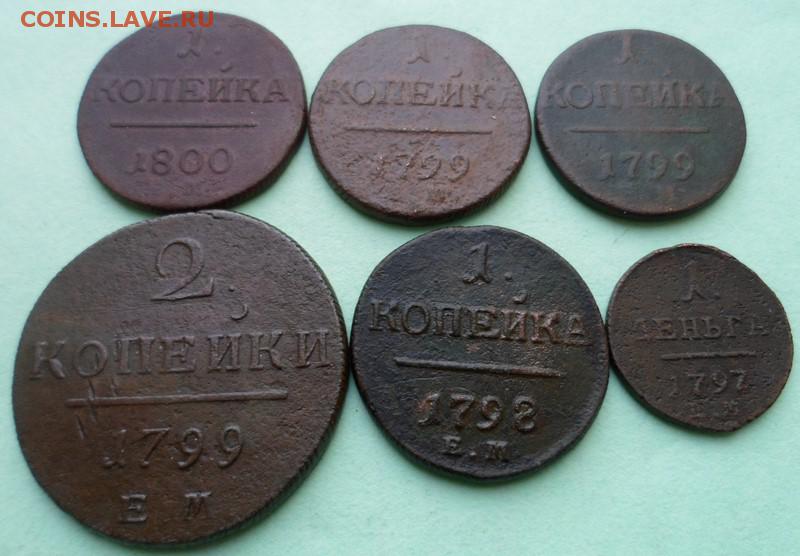 COINS.LAVE.RU
1.
КОПЕЙКА
1800
1
КОПЕЙКА
1799
1
КОПЕЙКА
1799
2
КОПЕЙКИ
1799
Е М
1.
КОПЕЙКА
1798
Е.М
1.
ДЕНЬГА
1797
Е.М